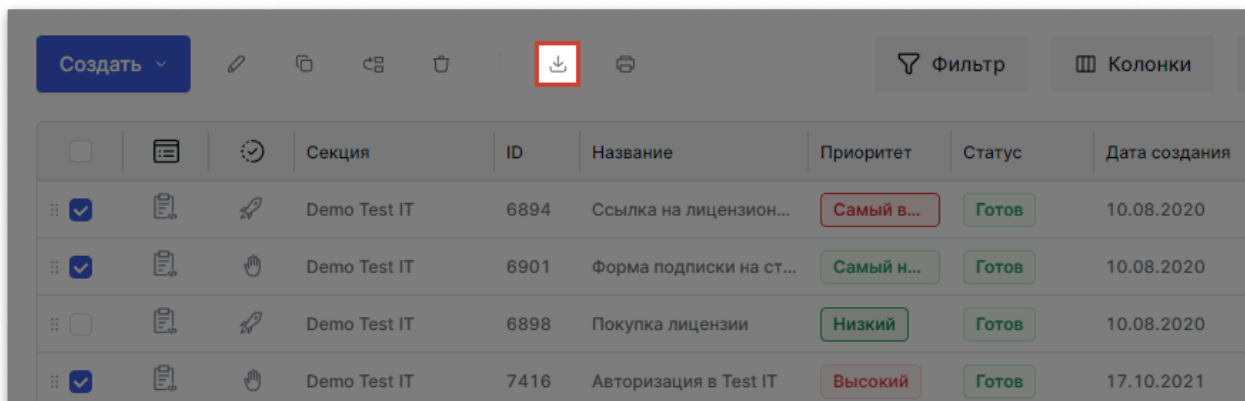 Создать Фильтр Колонки
Секция ID Название Приоритет Статус Дата создания
Demo Test IT 6894 Ссылка на лицензион... Самый в... Готов 10.08.2020
Demo Test IT 6901 Форма подписки на ст... Самый н... Готов 10.08.2020
Demo Test IT 6898 Покупка лицензии Низкий Готов 10.08.2020
Demo Test IT 7416 Авторизация в Test IT Высокий Готов 17.10.2021